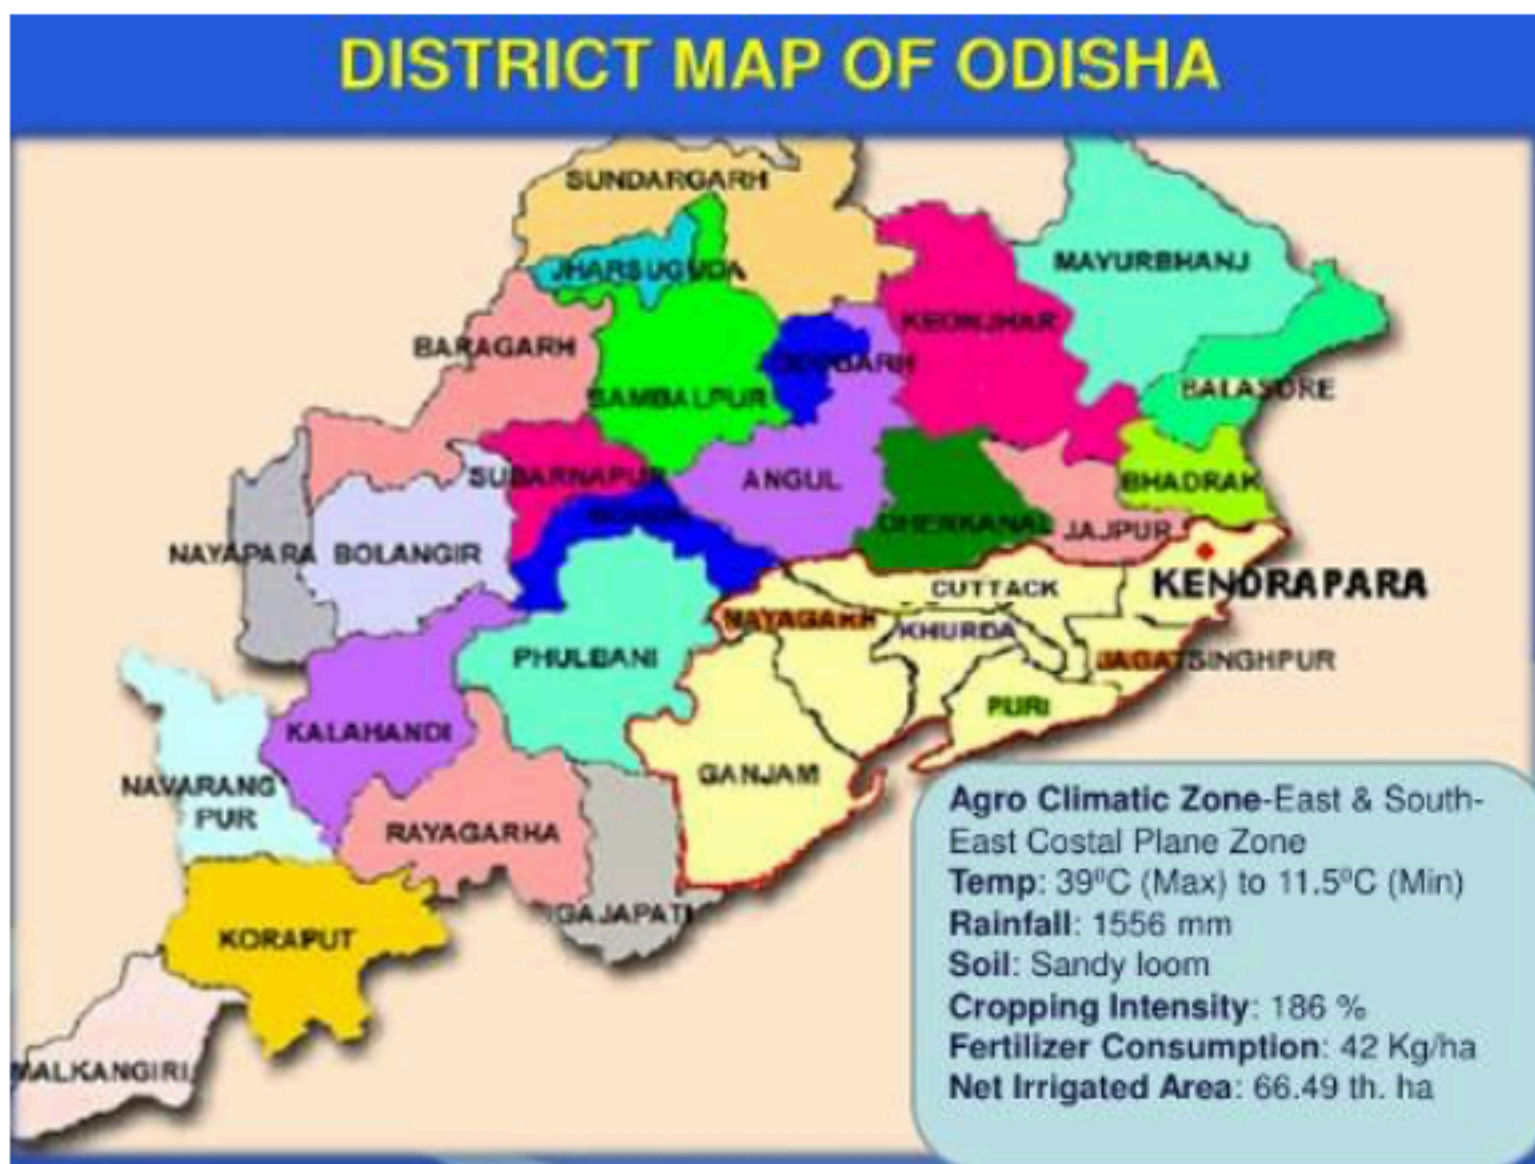 DISTRICT MAP OF ODISHA
SUNDARGARH
JHARSUGUDA
MAYURBHANJ
KEONJHAR
BARAGARH
DEOGARH
SAMBALPUR
BALASORE
SUBARNAPUR
ANGUL
BHADRAK
DHENKANAL
JAJPUR
NAYAPARA
BOLANGIR
KENDRAPARA
CUTTACK
NAYAGARH
KHURDA
PHULBANI
JAGATSINGHPUR
PURI
KALAHANDI
GANJAM
NAVARANG
PUR
RAYAGARHA
GAJAPATI
KORAPUT
MALKANGIRI
Agro Climatic Zone-East & South-
East Costal Plane Zone
Temp: 39⁰C (Max) to 11.5⁰C (Min)
Rainfall: 1556 mm
Soil: Sandy loom
Cropping Intensity: 186 %
Fertilizer Consumption: 42 Kg/ha
Net Irrigated Area: 66.49 th. ha